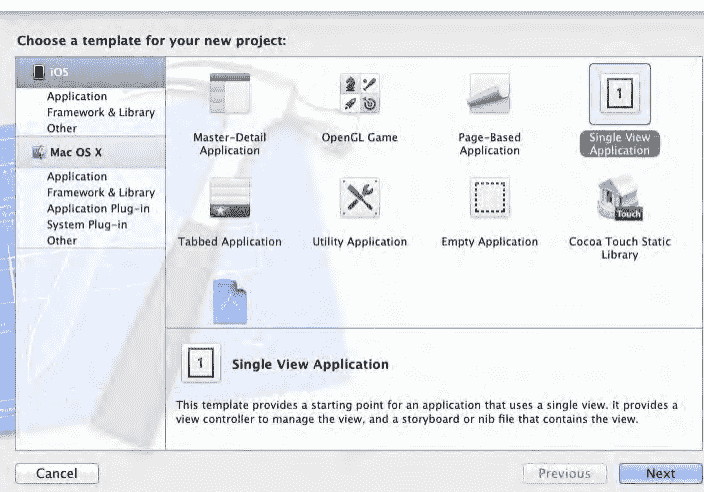 Choose a template for your new project:
iOS
Application
Framework & Library
Other
Mac OS X
Application
Framework & Library
Application Plug-in
System Plug-in
Other
Master-Detail
Application
OpenGL Game
Page-Based
Application
1
Single View
Application
Tabbed Application
Utility Application
Empty Application
Touch
Cocoa Touch Static
Library
1
Single View Application
This template provides a starting point for an application that uses a single view. It provides a
view controller to manage the view, and a storyboard or nib file that contains the view.
Cancel
Previous
Next